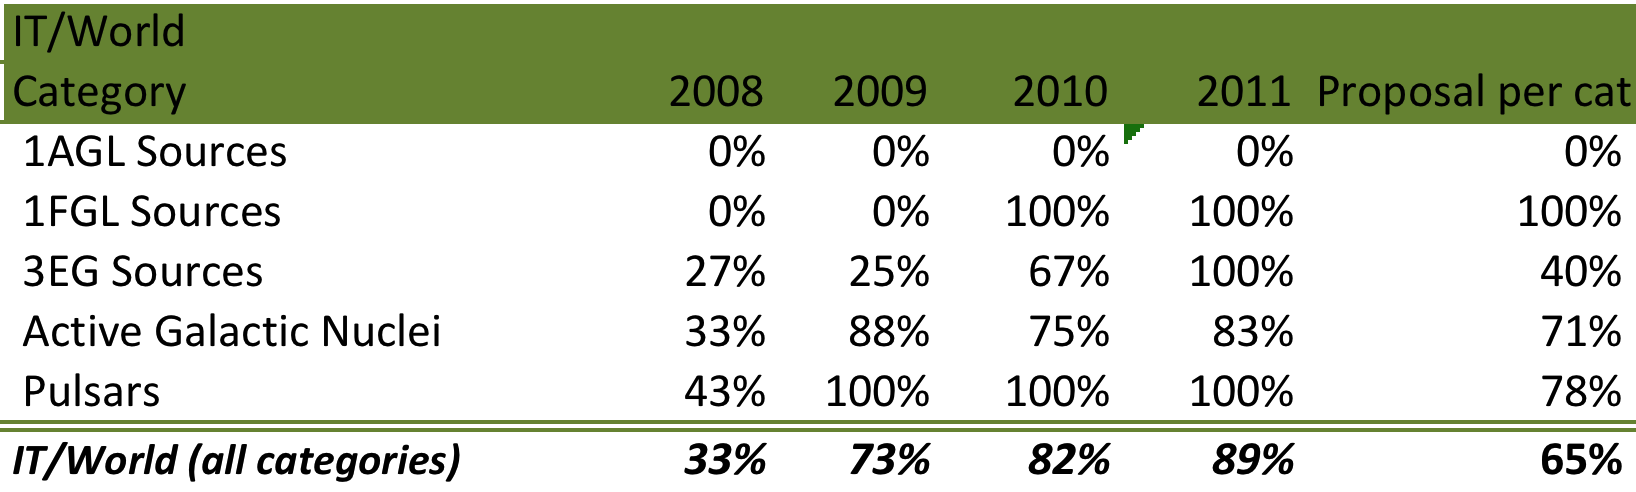 IT/World
Category 2008 2009 2010 2011 Proposal per cat
1AGL Sources 0% 0% 0% 0% 0%
1FGL Sources 0% 0% 100% 100% 100%
3EG Sources 27% 25% 67% 100% 40%
Active Galactic Nuclei 33% 88% 75% 83% 71%
Pulsars 43% 100% 100% 100% 78%
IT/World (all categories) 33% 73% 82% 89% 65%